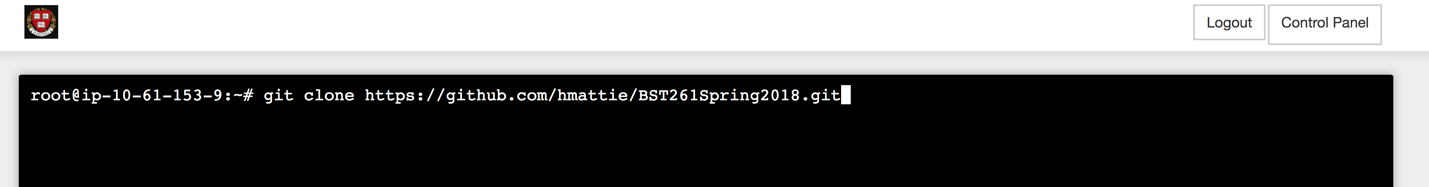 Logout
Control Panel
root@ip-10-61-153-9:~# git clone https://github.com/hmattie/BST261Spring2018.git